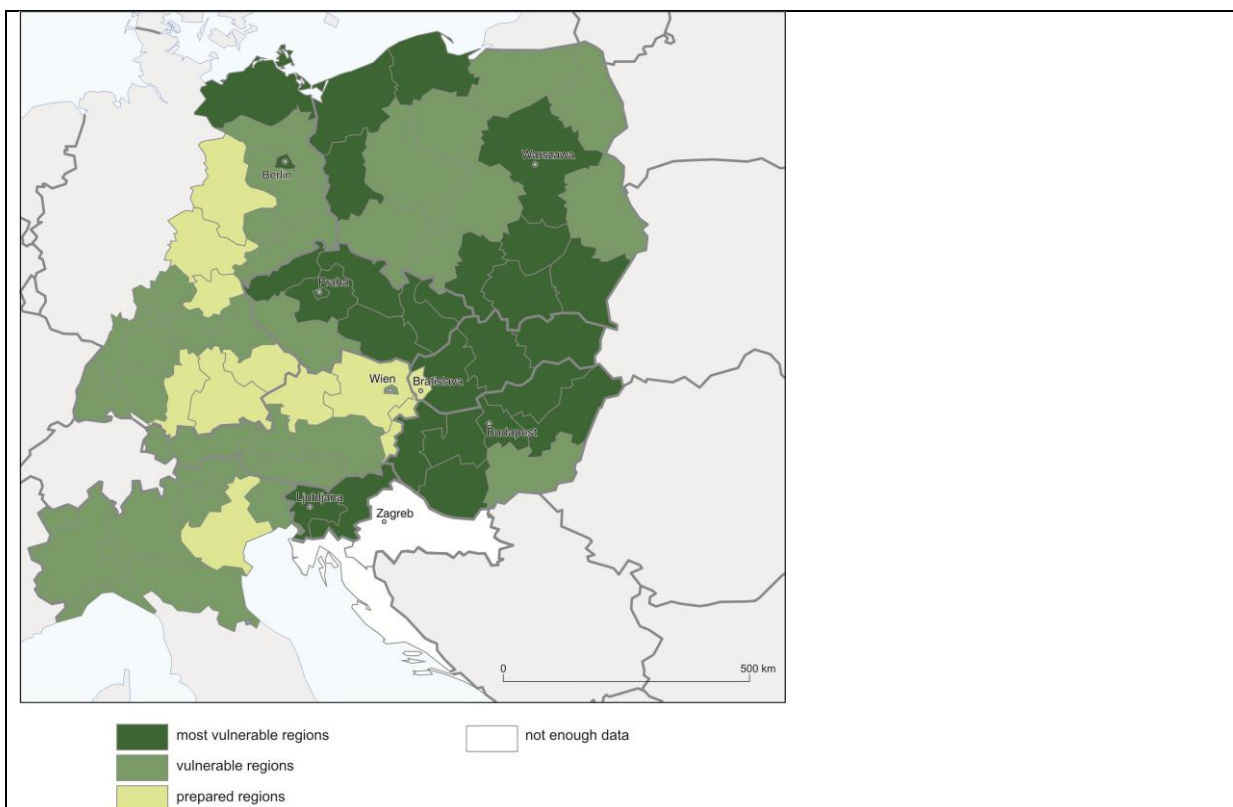 Berlin
Warszawa
Praha
Wien
Bratislava
Budapest
Ljubljana
Zagreb
0 500 km
most vulnerable regions not enough data
vulnerable regions
prepared regions